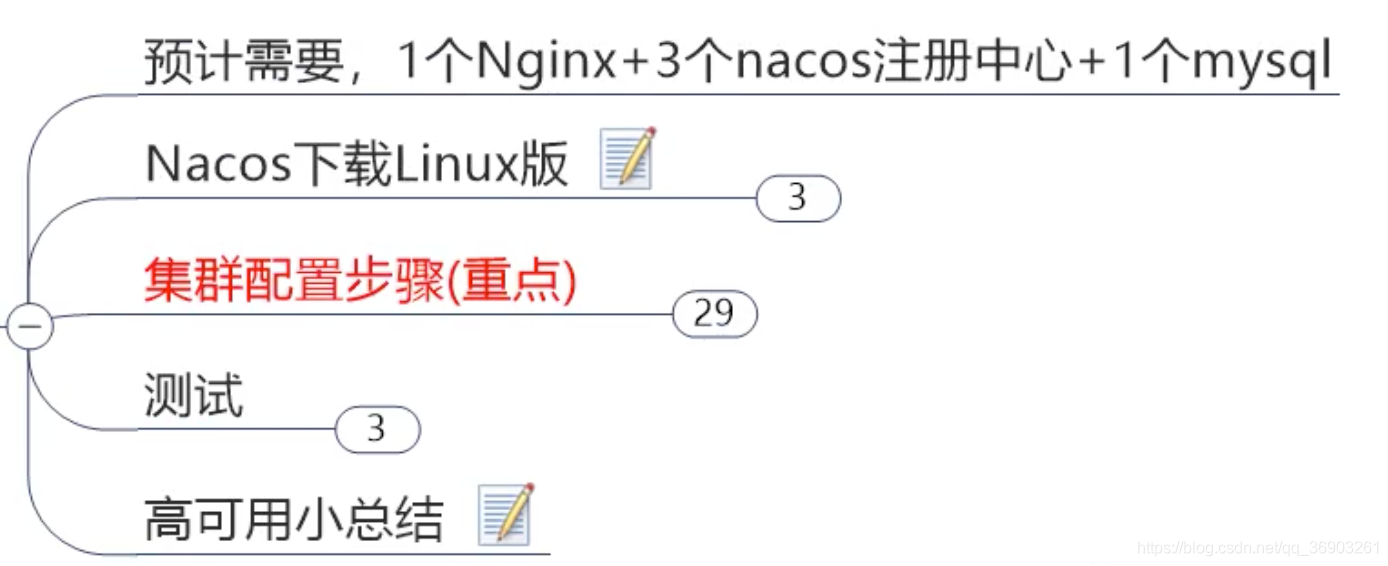 预计需要，1个Nginx+3个nacos注册中心+1个mysql
Nacos下载Linux版
3
集群配置步骤(重点)
29
测试
3
高可用小总结
https://blog.csdn.net/qq_36903261